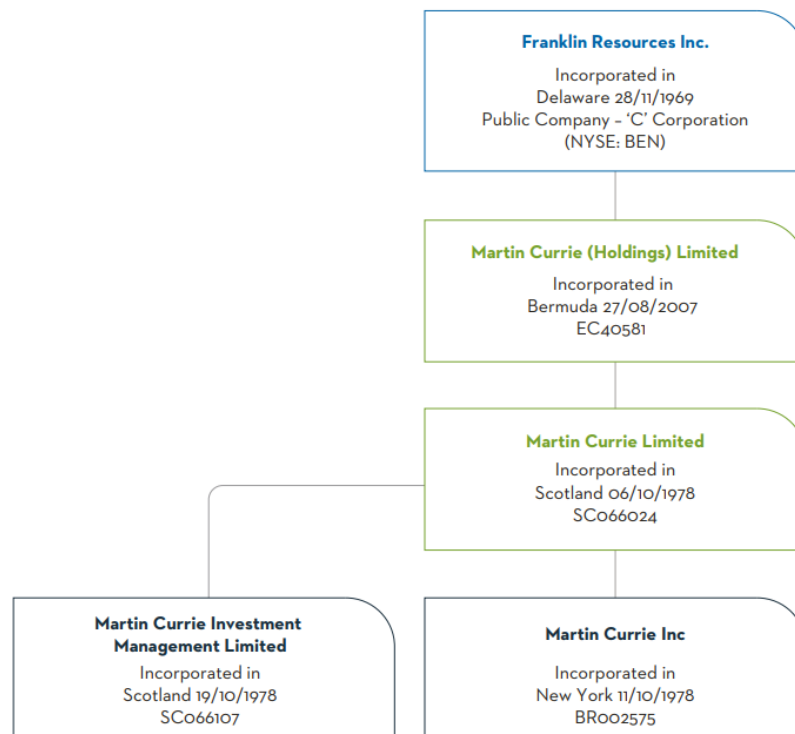 Franklin Resources Inc.
Incorporated in
Delaware 28/11/1969
Public Company – ‘C’ Corporation
(NYSE: BEN)
Martin Currie (Holdings) Limited
Incorporated in
Bermuda 27/08/2007
EC40581
Martin Currie Limited
Incorporated in
Scotland 06/10/1978
SC066024
Martin Currie Investment
Management Limited
Incorporated in
Scotland 19/10/1978
SC066107
Martin Currie Inc
Incorporated in
New York 11/10/1978
BR002575